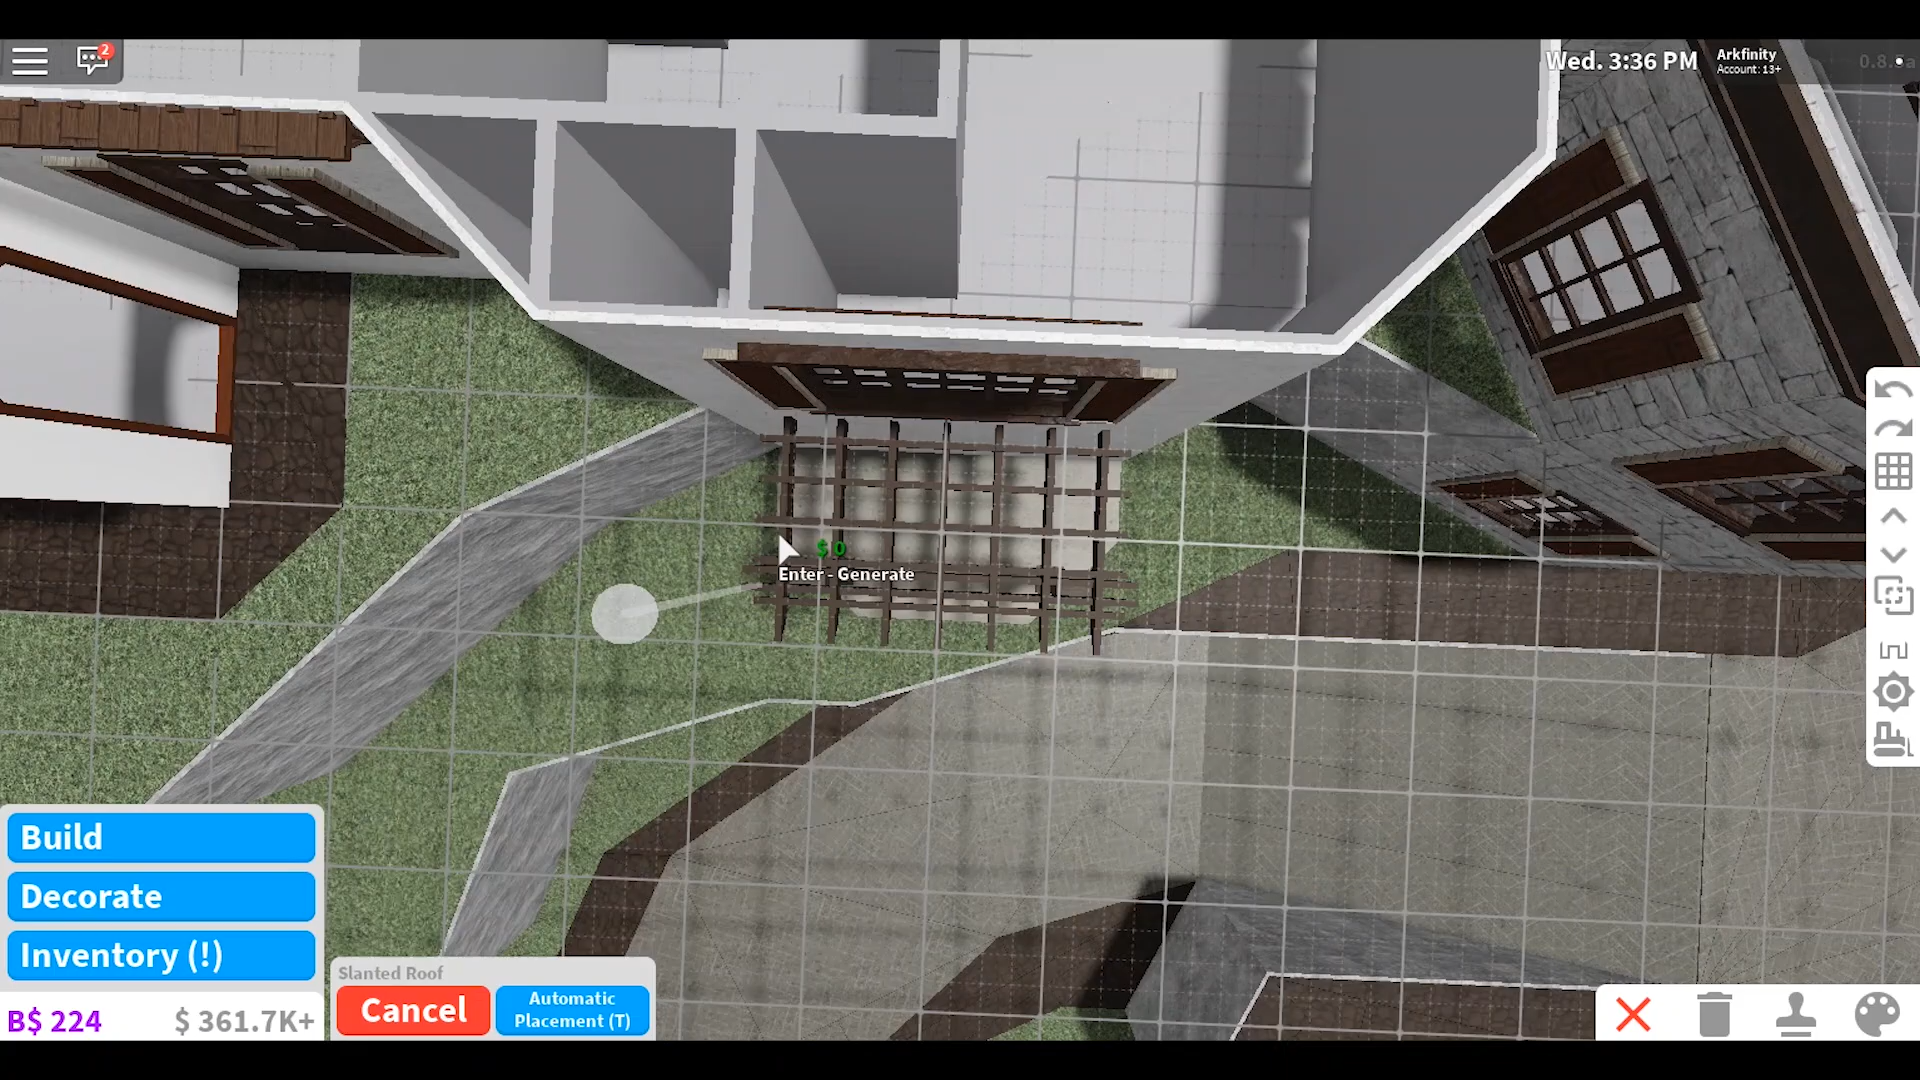 2
Wed. 3:36 PM
Arkfinity
Account: 13+
$ 0
Enter - Generate
Build
Decorate
Inventory (!)
B$ 224
$ 361.7K+
Slanted Roof
Cancel
Automatic
Placement (T)